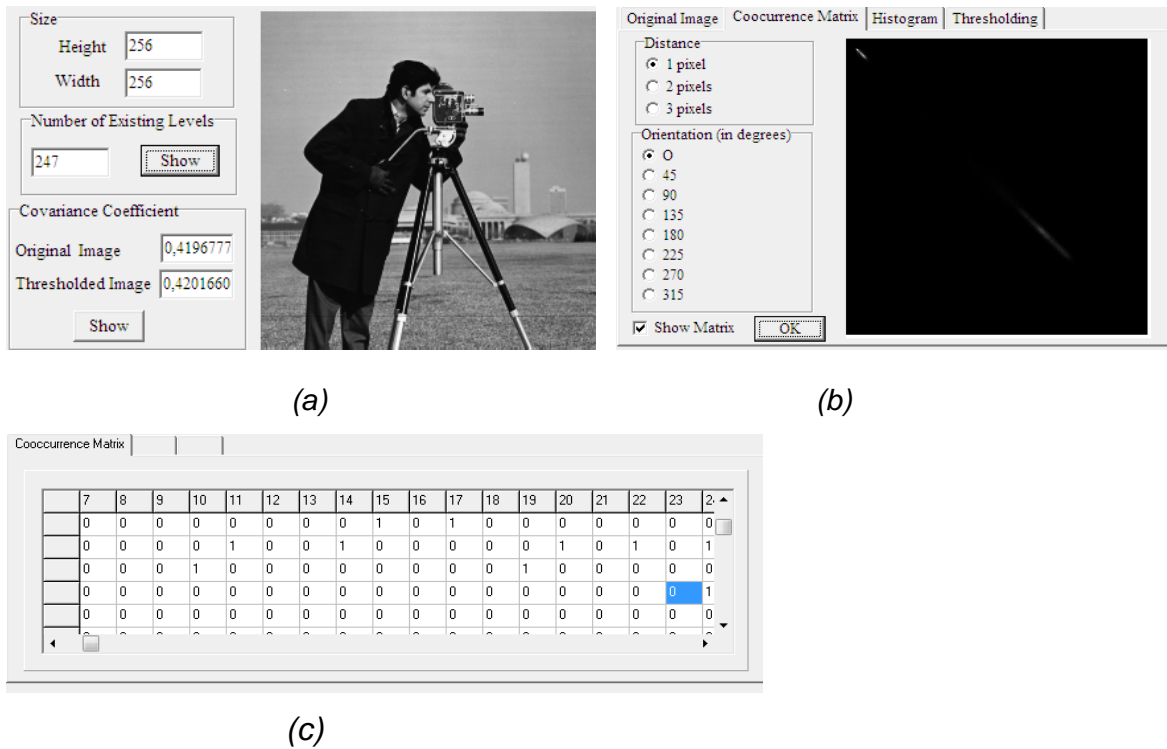 Size
Height 256
Width 256
Number of Existing Levels
247 Show
Covariance Coefficient
Original Image 0,4196777
Thresholded Image 0,4201660
Show
(a)
Original Image Coocurrence Matrix Histogram Thresholding
Distance
1 pixel
2 pixels
3 pixels
Orientation (in degrees)
O
45
90
135
180
225
270
315
Show Matrix OK
(b)
Cooccurrence Matrix
7 8 9 10 11 12 13 14 15 16 17 18 19 20 21 22 23
0 0 0 0 0 0 0 0 1 0 1 0 0 0 0 0 0 0
0 0 0 0 1 0 0 1 0 0 0 0 0 1 0 1 0 1
0 0 0 1 0 0 0 0 0 0 0 0 1 0 0 0 0 0
0 0 0 0 0 0 0 0 0 0 0 0 0 0 0 0 0 1
0 0 0 0 0 0 0 0 0 0 0 0 0 0 0 0 0 0
(c)